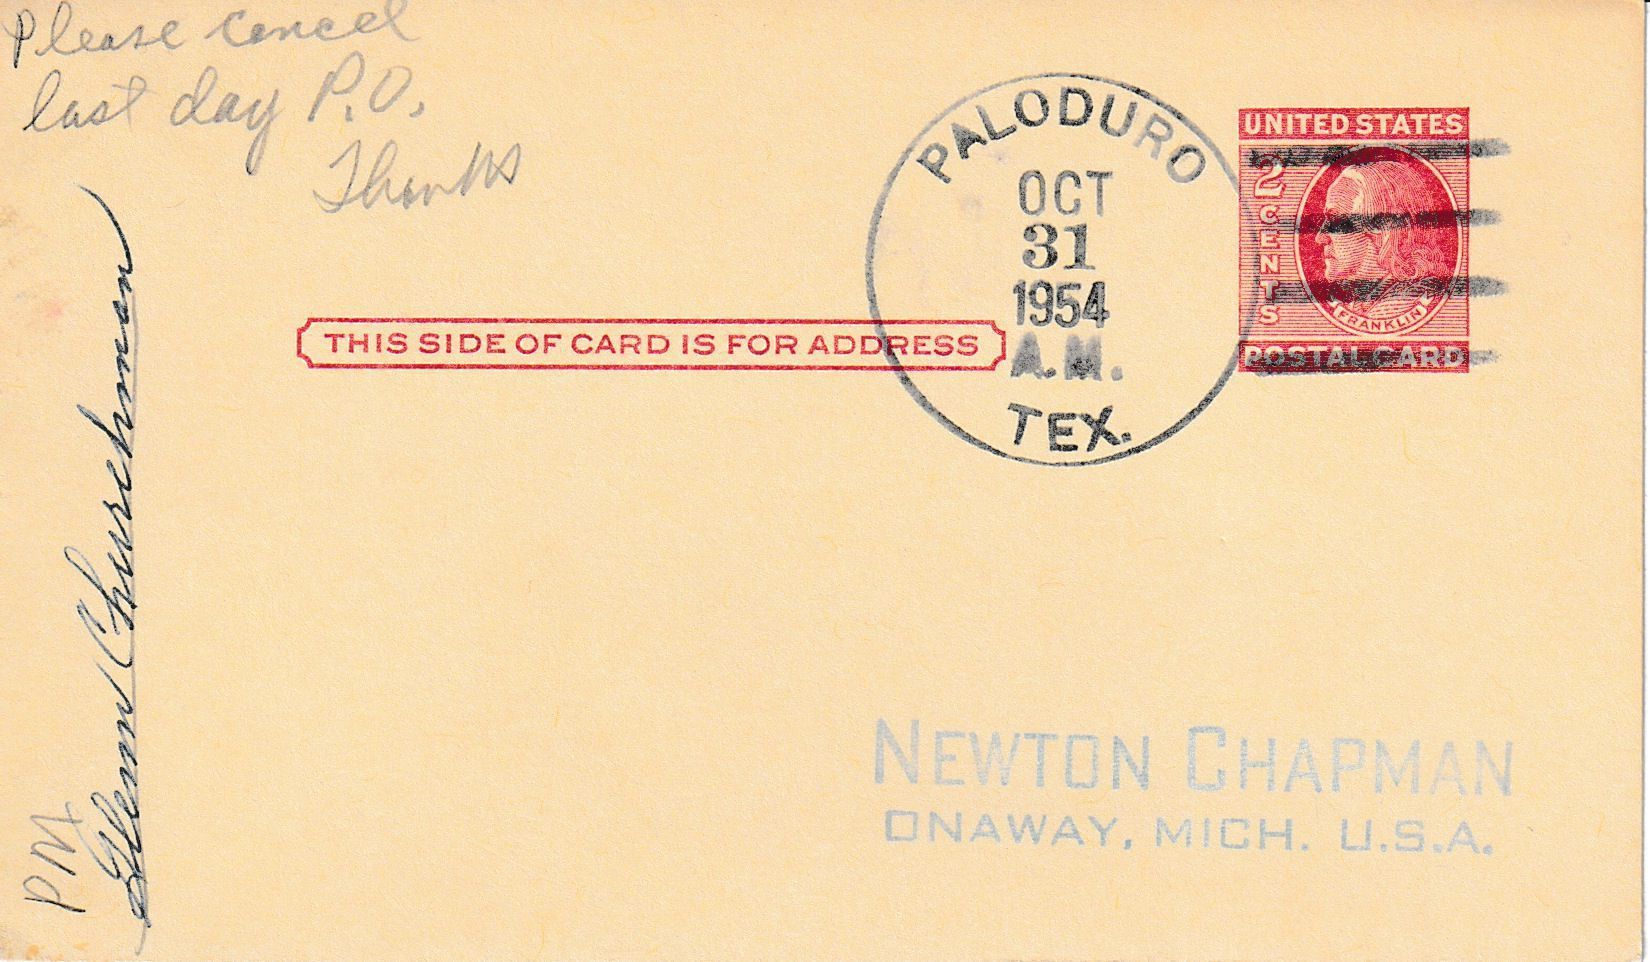 Please cancel
last day P.O.
Thanks
PALODURO
OCT
31
1954
A.M.
TEX.
UNITED STATES
2 CENTS
FRANKLIN
POSTAL CARD
THIS SIDE OF CARD IS FOR ADDRESS
PM
Glenn Churchman
NEWTON CHAPMAN
ONAWAY, MICH. U.S.A.